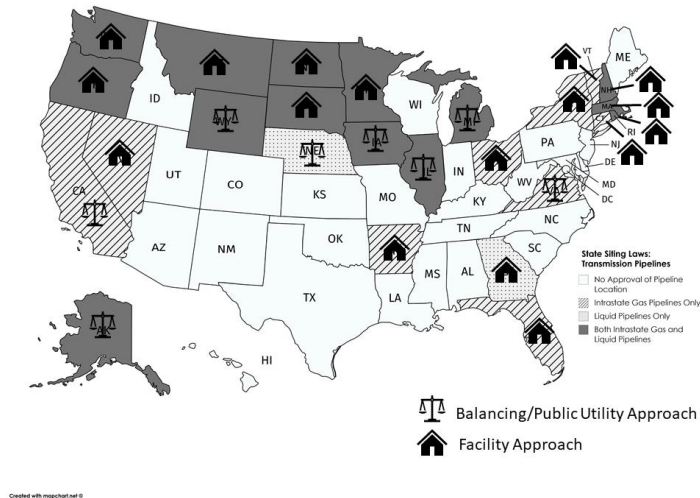 VT
ME
NH
MA
RI
NJ
DE
MD
DC
ID
WY
WI
NE
IA
PA
CA
UT
CO
KS
MO
IN
WV
KY
NC
TN
SC
AZ
NM
OK
TX
LA
MS
AL
AK
HI
State Siting Laws:
Transmission Pipelines
No Approval of Pipeline
Location
Intrastate Gas Pipelines Only
Liquid Pipelines Only
Both Intrastate Gas and
Liquid Pipelines
Balancing/Public Utility Approach
Facility Approach
Created with mapchart.net ©